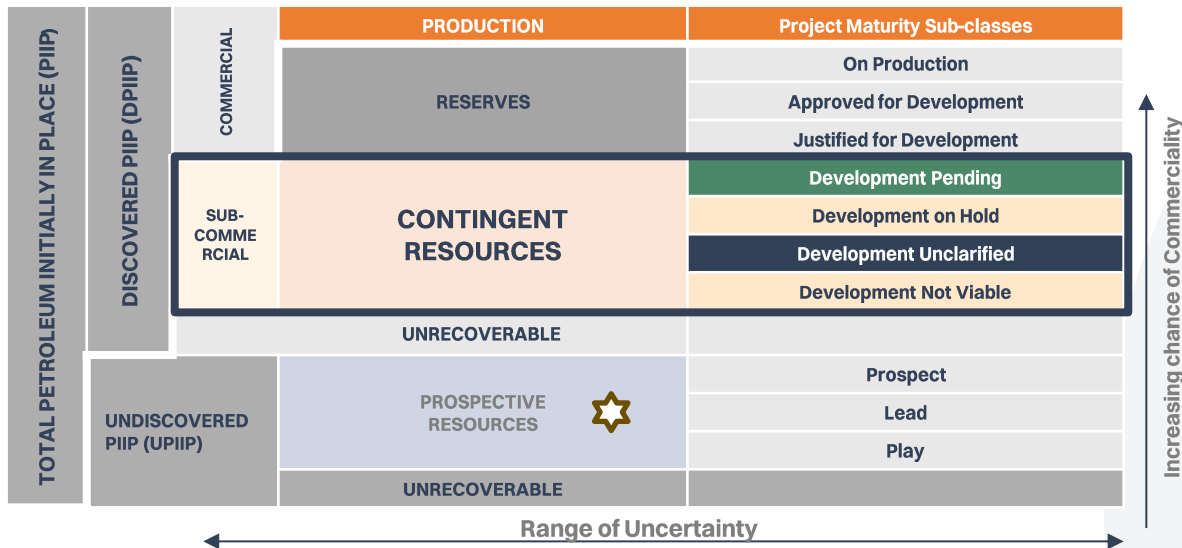 TOTAL PETROLEUM INITIALLY IN PLACE (PIIP)
DISCOVERED PIIP (DPIIP)
COMMERCIAL
PRODUCTION
Project Maturity Sub-classes
RESERVES
On Production
Approved for Development
Justified for Development
SUB-
COMME
RCIAL
CONTINGENT
RESOURCES
Development Pending
Development on Hold
Development Unclarified
Development Not Viable
UNRECOVERABLE
UNDISCOVERED
PIIP (UPIIP)
PROSPECTIVE
RESOURCES
Prospect
Lead
Play
UNRECOVERABLE
Range of Uncertainty
Increasing chance of Commerciality